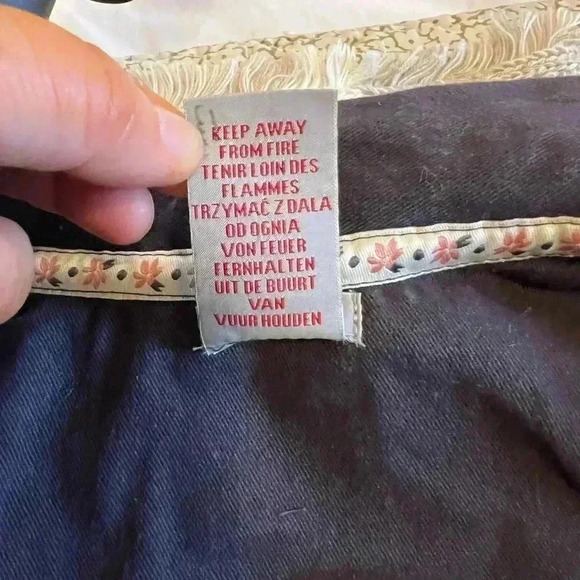 KEEP AWAY
FROM FIRE
TENIR LOIN DES
FLAMMES
TRZYMAĆ Z DALA
OD OGNIA
VON FEUER
FERNHALTEN
UIT DE BUURT
VAN
VUUR HOUDEN